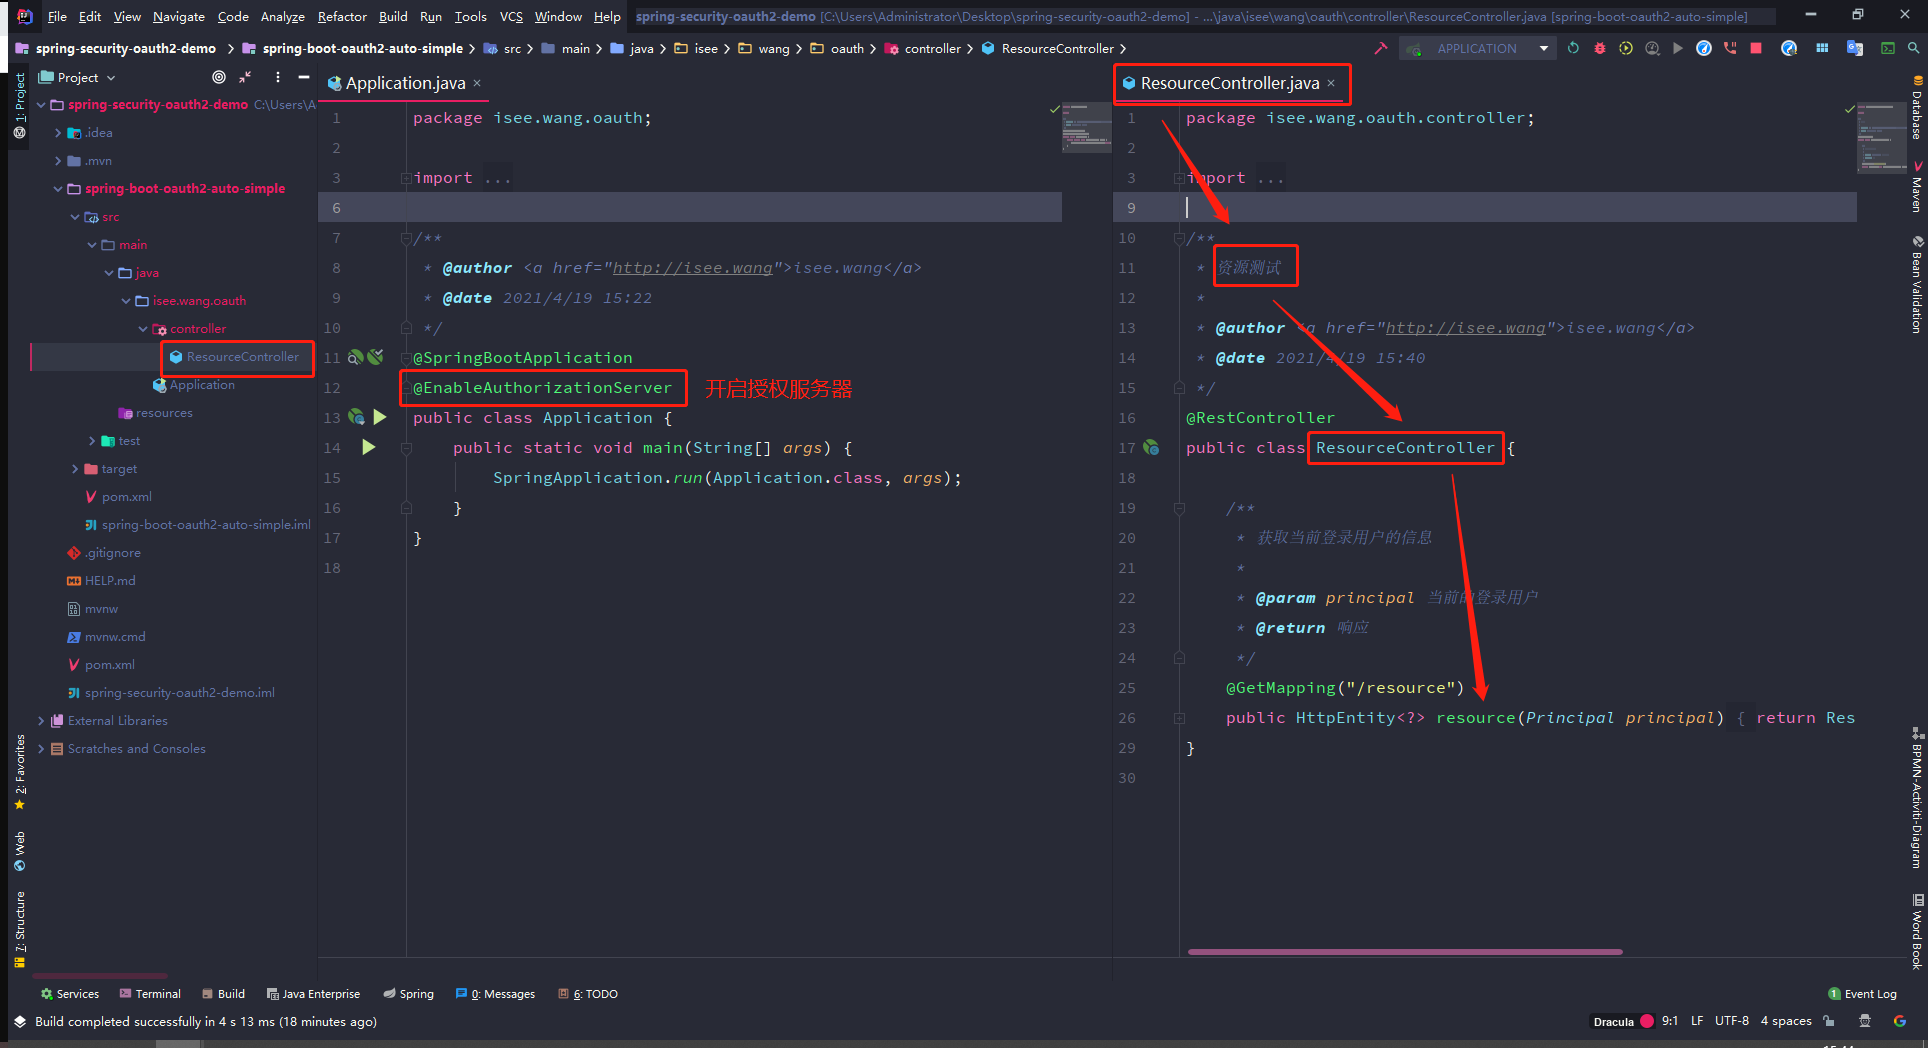 File Edit View Navigate Code Analyze Refactor Build Run Tools VCS Window Help spring-security-oauth2-demo [C:\Users\Administrator\Desktop\spring-security-oauth2-demo] - ...\java\isee\wang\oauth\controller\ResourceController.java [spring-boot-oauth2-auto-simple]
spring-security-oauth2-demo spring-boot-oauth2-auto-simple src main java isee wang oauth controller ResourceController APPLICATION
Project
spring-security-oauth2-demo C:\Users\A
.idea
.mvn
spring-boot-oauth2-auto-simple
src
main
java
isee.wang.oauth
controller
ResourceController
Application
resources
test
target
pom.xml
spring-boot-oauth2-auto-simple.iml
.gitignore
HELP.md
mvnw
mvnw.cmd
pom.xml
spring-security-oauth2-demo.iml
External Libraries
Scratches and Consoles
1: Project
2: Favorites
Web
7: Structure
Application.java
1 package isee.wang.oauth;
2
3 import ...
6
7 /**
8 * @author <a href="http://isee.wang">isee.wang</a>
9 * @date 2021/4/19 15:22
10 */
11 @SpringBootApplication
12 @EnableAuthorizationServer 开启授权服务器
13 public class Application {
14 public static void main(String[] args) {
15 SpringApplication.run(Application.class, args);
16 }
17 }
18
ResourceController.java
1 package isee.wang.oauth.controller;
2
3 import ...
9
10 /**
11 * 资源测试
12 *
13 * @author <a href="http://isee.wang">isee.wang</a>
14 * @date 2021/4/19 15:40
15 */
16 @RestController
17 public class ResourceController {
18
19 /**
20 * 获取当前登录用户的信息
21 *
22 * @param principal 当前的登录用户
23 * @return 响应
24 */
25 @GetMapping("/resource")
26 public HttpEntity<?> resource(Principal principal) { return Res
29 }
30
Database
Maven
Bean Validation
BPMN-Activiti-Diagram
Word Book
Services Terminal Build Java Enterprise Spring 0: Messages 6: TODO 1 Event Log
Build completed successfully in 4 s 13 ms (18 minutes ago) Dracula 9:1 LF UTF-8 4 spaces